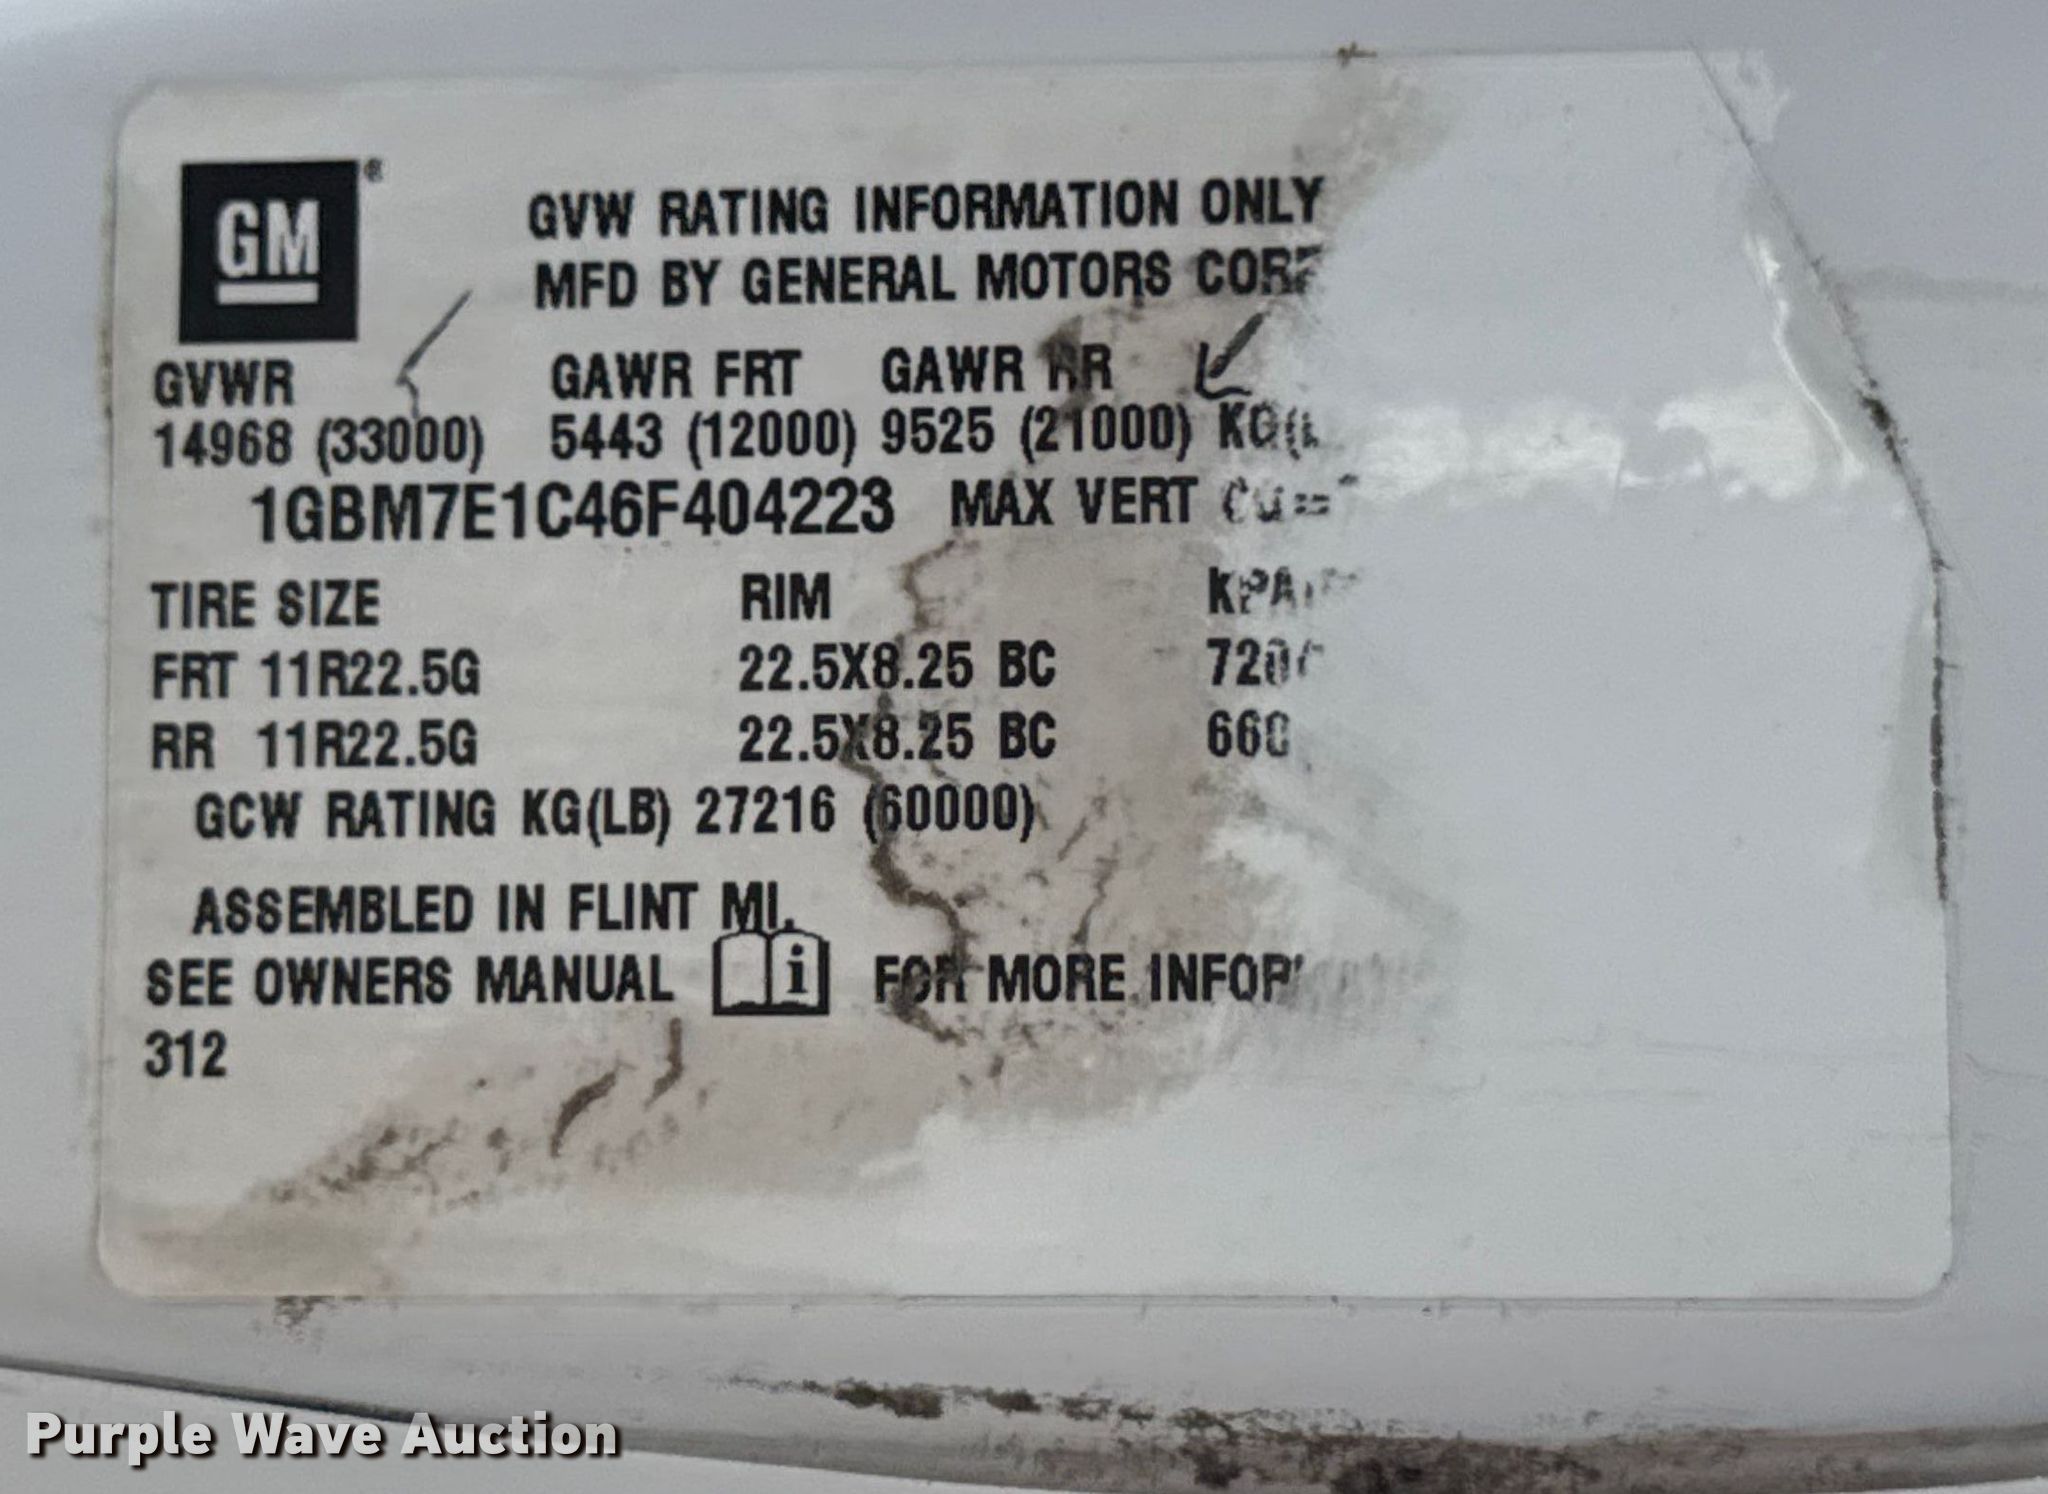 GM®
GVW RATING INFORMATION ONLY
MFD BY GENERAL MOTORS
GVWR GAWR FRT GAWR RR
14968 (33000) 5443 (12000) 9525 (21000)
1GBM7E1C46F404223 MAX VERT
TIRE SIZE RIM
FRT 11R22.5G 22.5X8.25 BC
RR 11R22.5G 22.5X8.25 BC
GCW RATING KG(LB) 27216 (60000)
ASSEMBLED IN FLINT MI.
SEE OWNERS MANUAL i FOR MORE
312
Purple Wave Auction